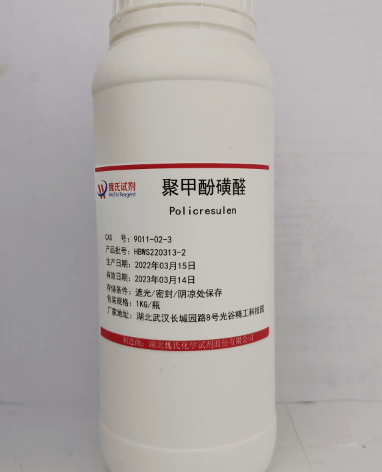 魏氏试剂
WeiShi Reagent
聚甲酚磺醛
Policresulen
CAS 号：9011-02-3
产品批号：HBWS220313-2
生产日期：2022年03月15日
有效日期：2023年03月14日
存储条件：遮光/密封/阴凉处保存
包装规格：1KG/瓶
厂家地址：湖北武汉长城园路8号光谷精工科技园
制造商：湖北魏氏化学试剂股份有限公司